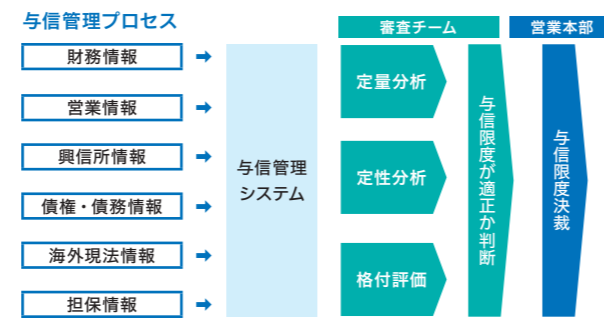 与信管理プロセス
審査チーム
営業本部
財務情報
営業情報
興信所情報
債権・債務情報
海外現法情報
担保情報
与信管理
システム
定量分析
定性分析
格付評価
与信限度が適正か判断
与信限度決裁